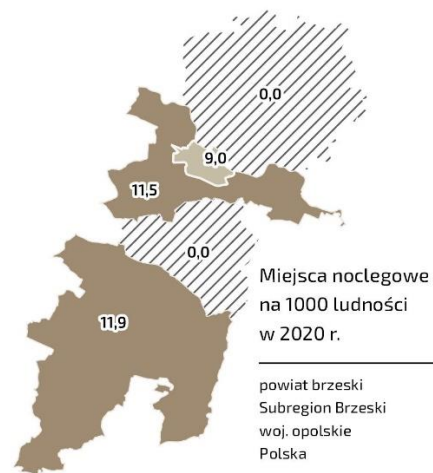 0,0
9,0
11,5
0,0
11,9
Miejsca noclegowe
na 1000 ludności
w 2020 r.
powiat brzeski
Subregion Brzeski
woj. opolskie
Polska